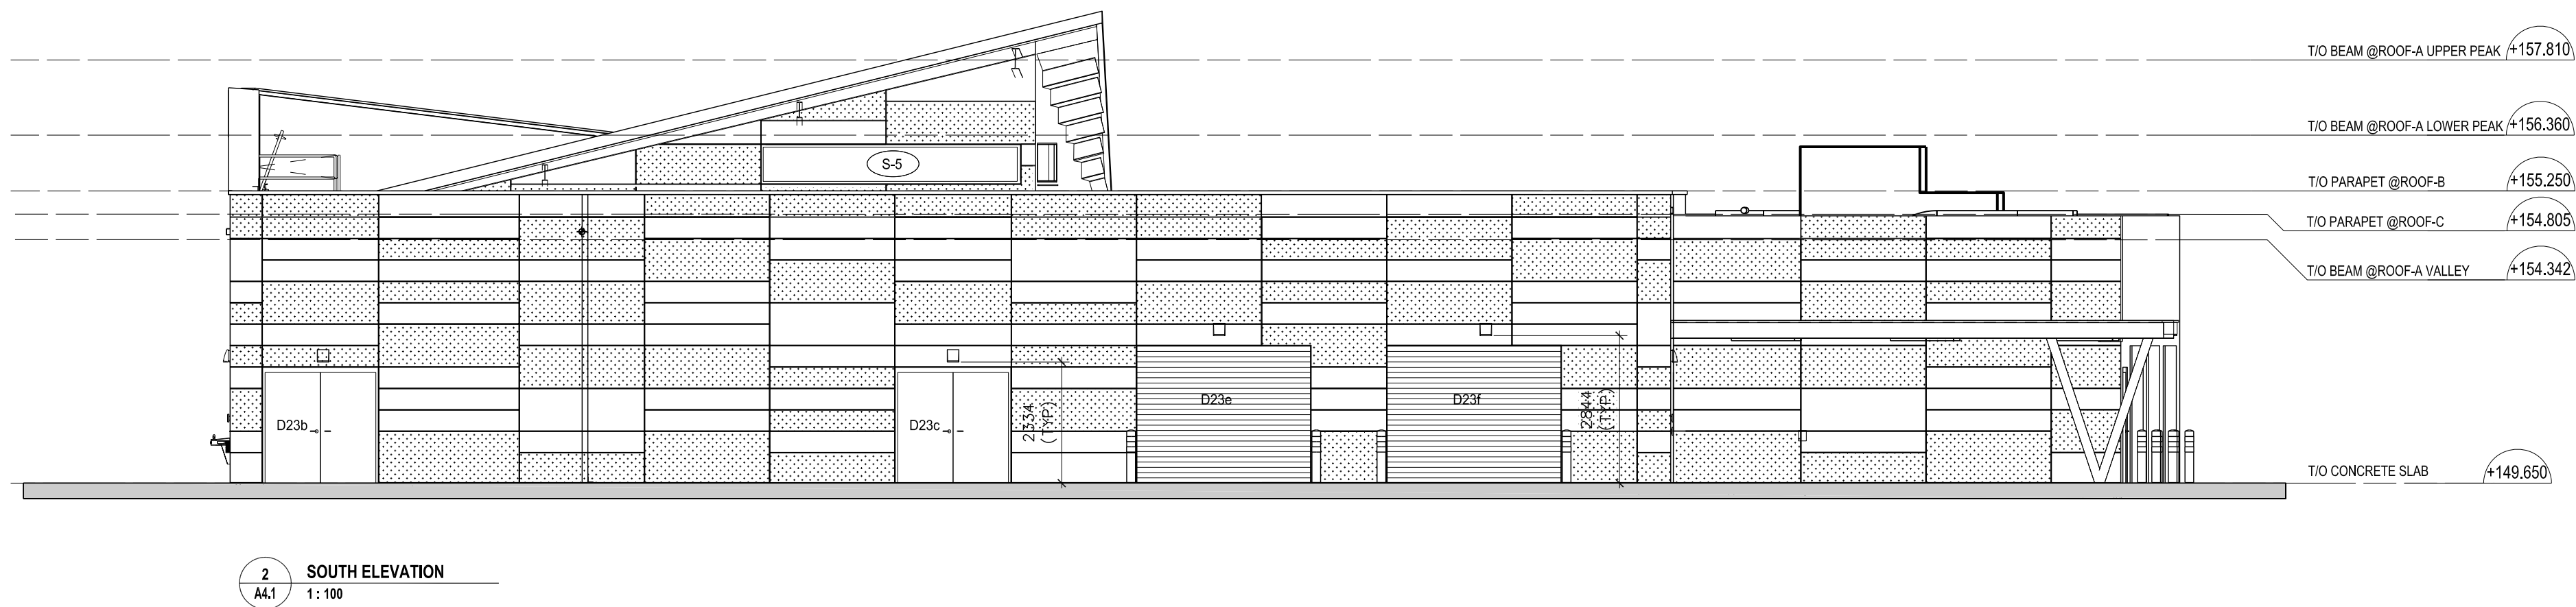 T/O BEAM @ROOF-A UPPER PEAK +157.810
T/O BEAM @ROOF-A LOWER PEAK +156.360
S-5
T/O PARAPET @ROOF-B +155.250
T/O PARAPET @ROOF-C +154.805
T/O BEAM @ROOF-A VALLEY +154.342
D23b
D23c
2334
(TYP)
D23e
D23f
2844
(TYP)
T/O CONCRETE SLAB +149.650
2
A4.1
SOUTH ELEVATION
1 : 100